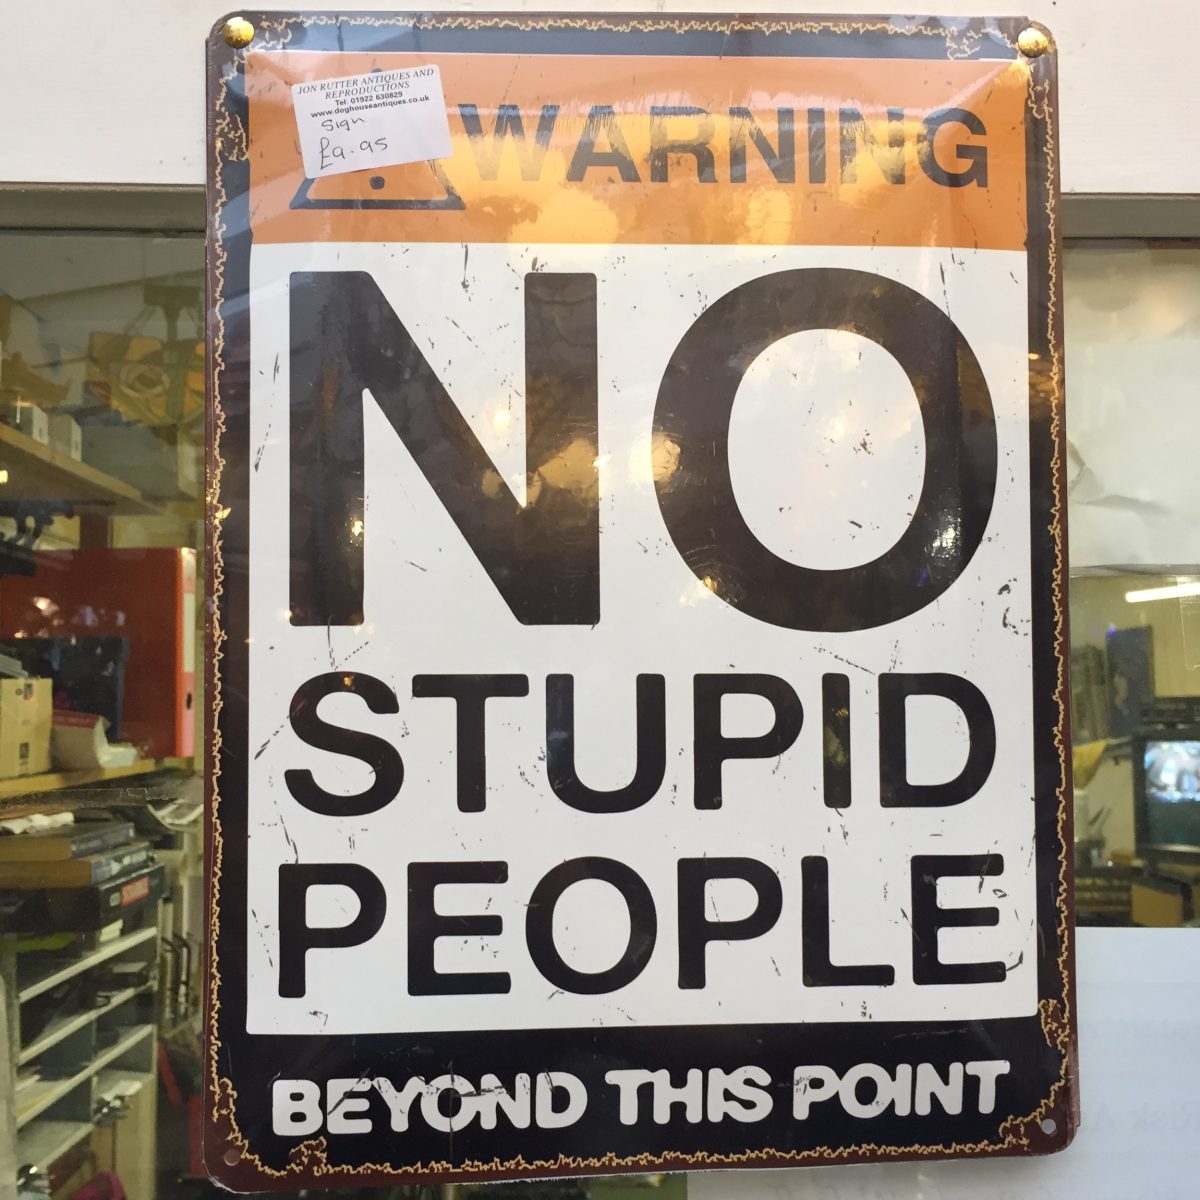 JON RUTTER ANTIQUES AND
REPRODUCTIONS
Tel: 01922 630829
www.doghouseantiques.co.uk
Sign
£9.95
WARNING
NO
STUPID
PEOPLE
BEYOND THIS POINT